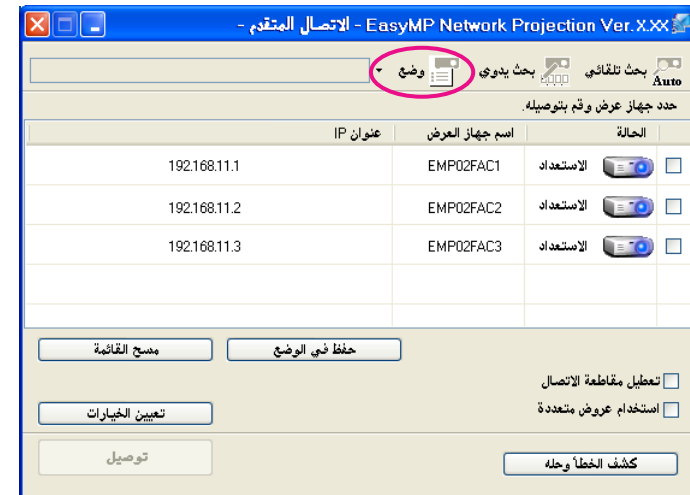 EasyMP Network Projection Ver.X.XX - الاتصال المتقدم -
Auto بحث تلقائي بحث يدوي وضع
حدد جهاز عرض وقم بتوصيله.
الحالة اسم جهاز العرض عنوان IP
الاستعداد EMP02FAC1 192.168.11.1
الاستعداد EMP02FAC2 192.168.11.2
الاستعداد EMP02FAC3 192.168.11.3
حفظ في الوضع مسح القائمة
تعطيل مقاطعة الاتصال
استخدام عروض متعددة تعيين الخيارات
كشف الخطأ وحله توصيل